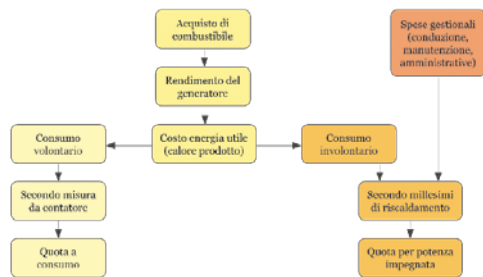 Acquisto di
combustibile
Spese gestionali
(conduzione,
manutenzione,
amministrative)
Rendimento del
generatore
Consumo
volontario
Costo energia utile
(calore prodotto)
Consumo
involontario
Secondo misura
da contatore
Secondo millesimi
di riscaldamento
Quota a
consumo
Quota per potenza
impegnata